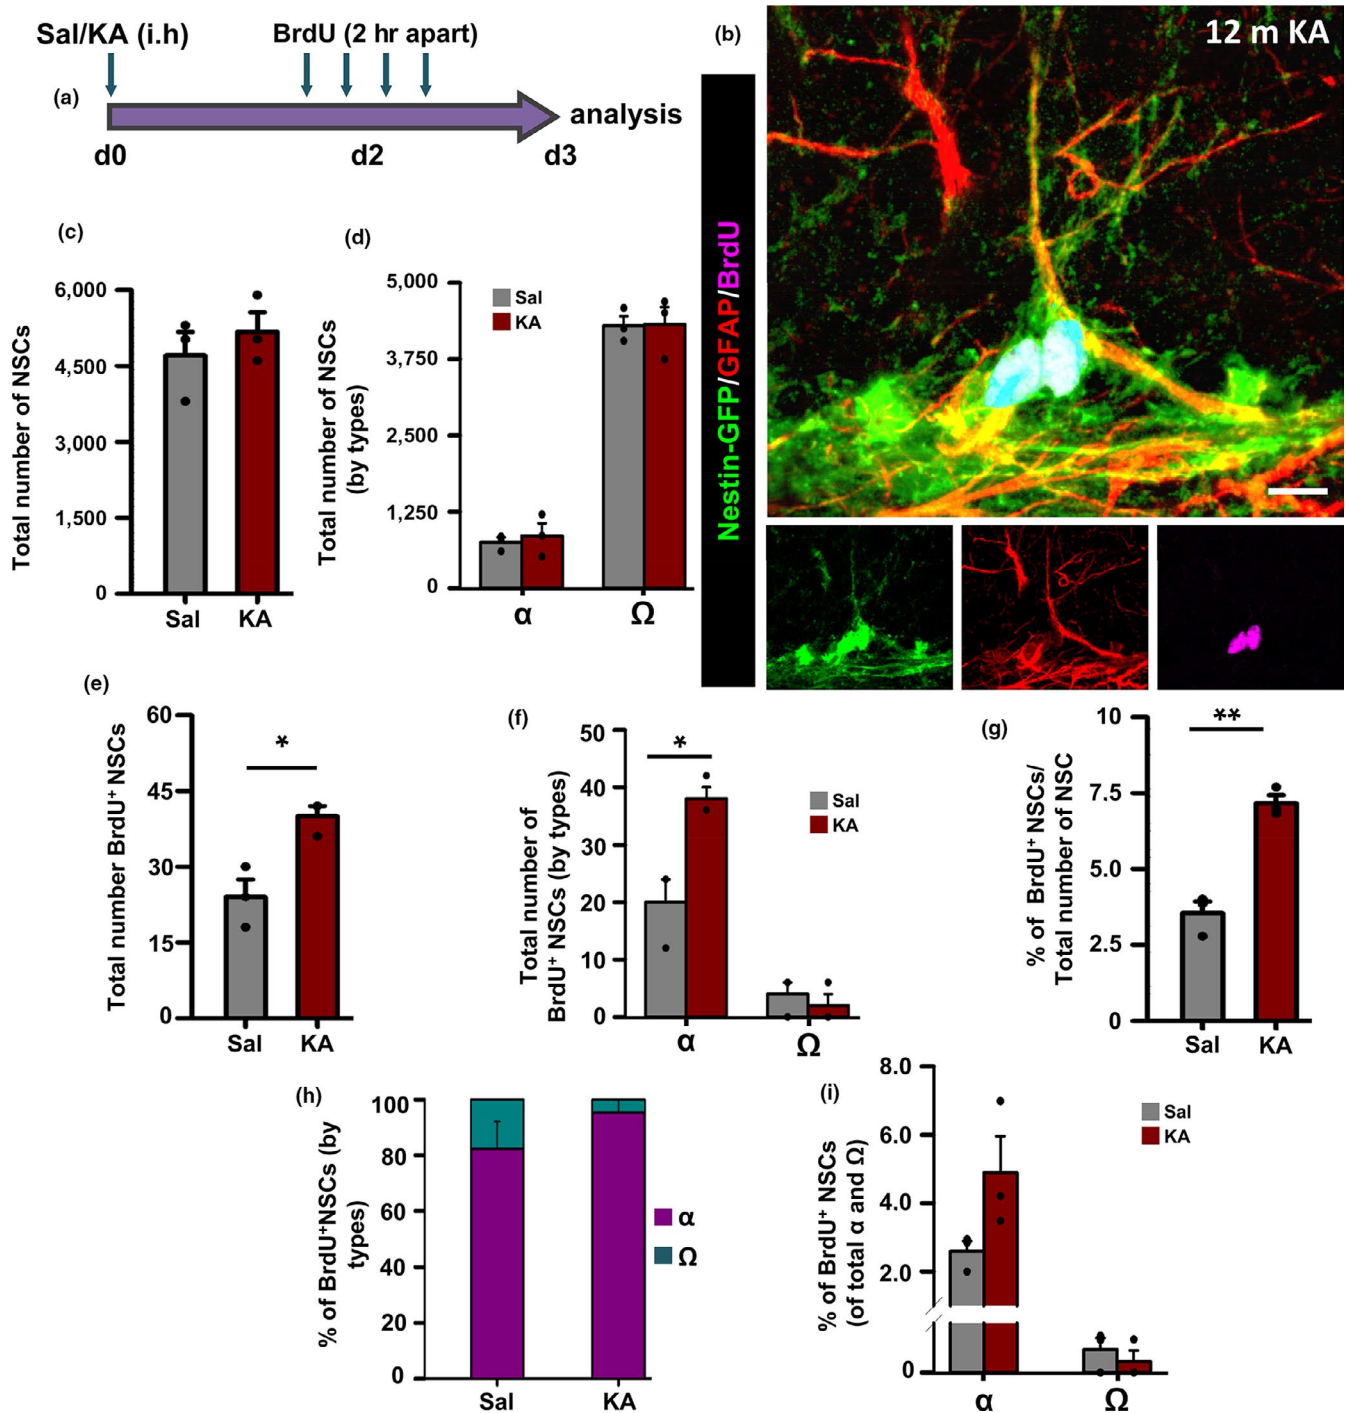 Sal/KA (i.h)
BrdU (2 hr apart)
(a)
analysis
d0
d2
d3
(b)
12 m KA
Nestin-GFP/GFAP/BrdU
(c)
Total number of NSCs
6,000
4,500
3,000
1,500
0
Sal
KA
(d)
Total number of NSCs
(by types)
5,000
3,750
2,500
1,250
0
Sal
KA
α
Ω
(e)
Total number BrdU⁺ NSCs
60
45
30
15
0
*
Sal
KA
(f)
Total number of
BrdU⁺ NSCs (by types)
50
40
30
20
10
0
*
Sal
KA
α
Ω
(g)
% of BrdU⁺ NSCs/
Total number of NSC
10
7.5
5.0
2.5
0
**
Sal
KA
(h)
% of BrdU⁺NSCs (by
types)
100
80
60
40
20
0
α
Ω
Sal
KA
(i)
% of BrdU⁺ NSCs
(of total α and Ω)
8.0
6.0
4.0
2.0
0
Sal
KA
α
Ω